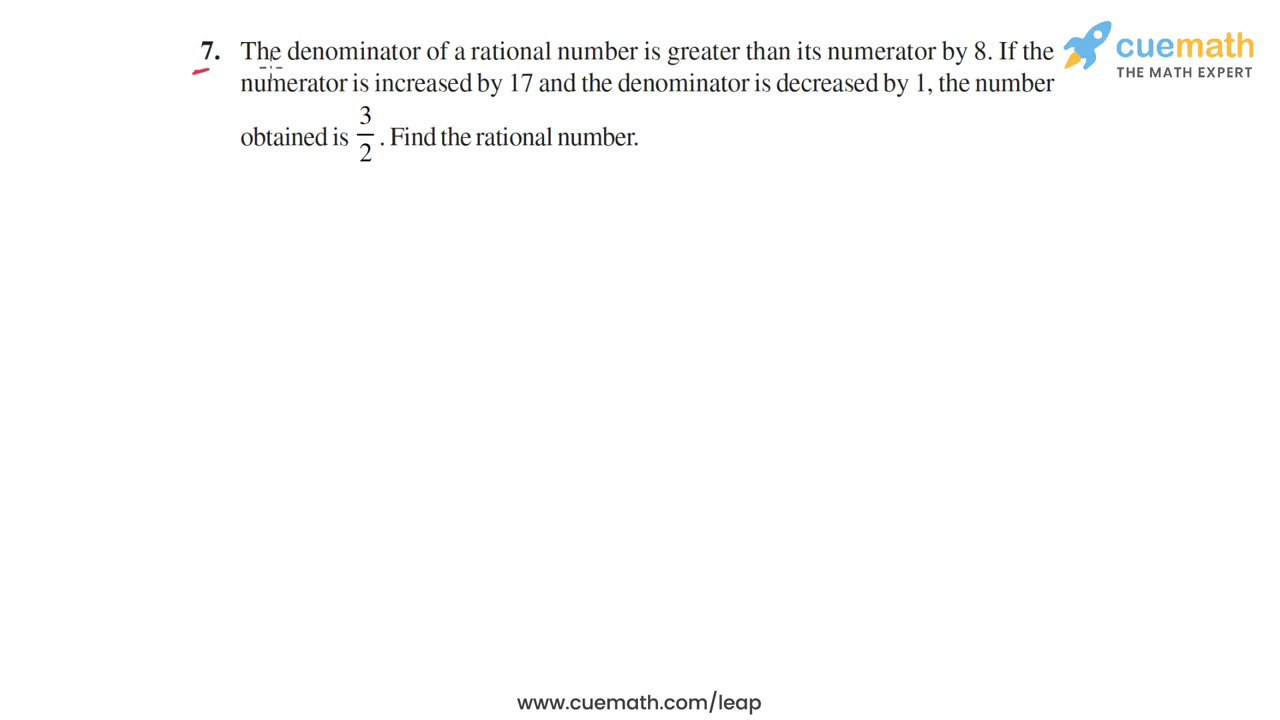 7. The denominator of a rational number is greater than its numerator by 8. If the
numerator is increased by 17 and the denominator is decreased by 1, the number
obtained is 3/2. Find the rational number.
cuemath
THE MATH EXPERT
www.cuemath.com/leap